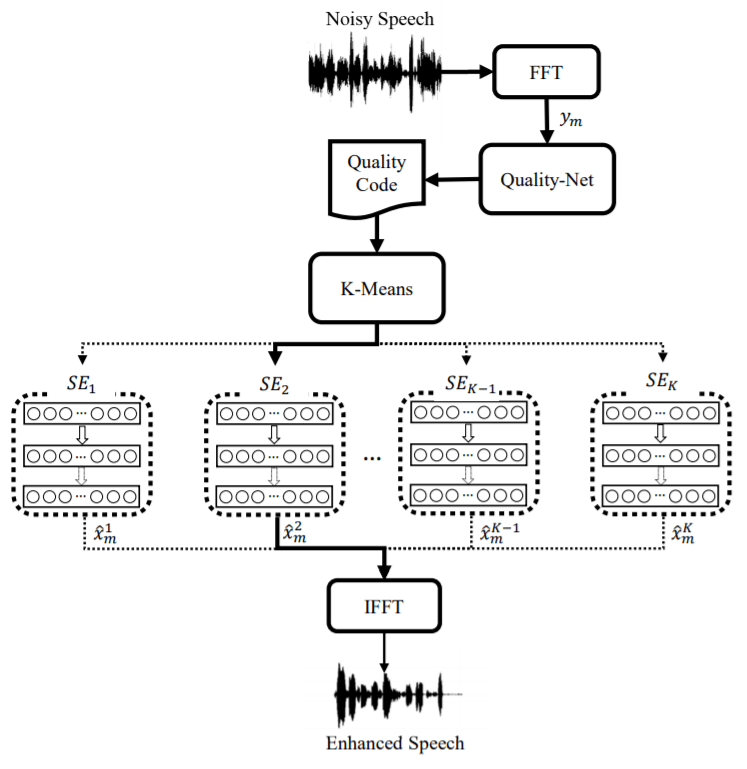 Noisy Speech
FFT
$y_m$
Quality
Code
Quality-Net
K-Means
$SE_1$
$SE_2$
$SE_{K-1}$
$SE_K$
...
$\hat{x}_m^1$
$\hat{x}_m^2$
$\hat{x}_m^{K-1}$
$\hat{x}_m^K$
IFFT
Enhanced Speech